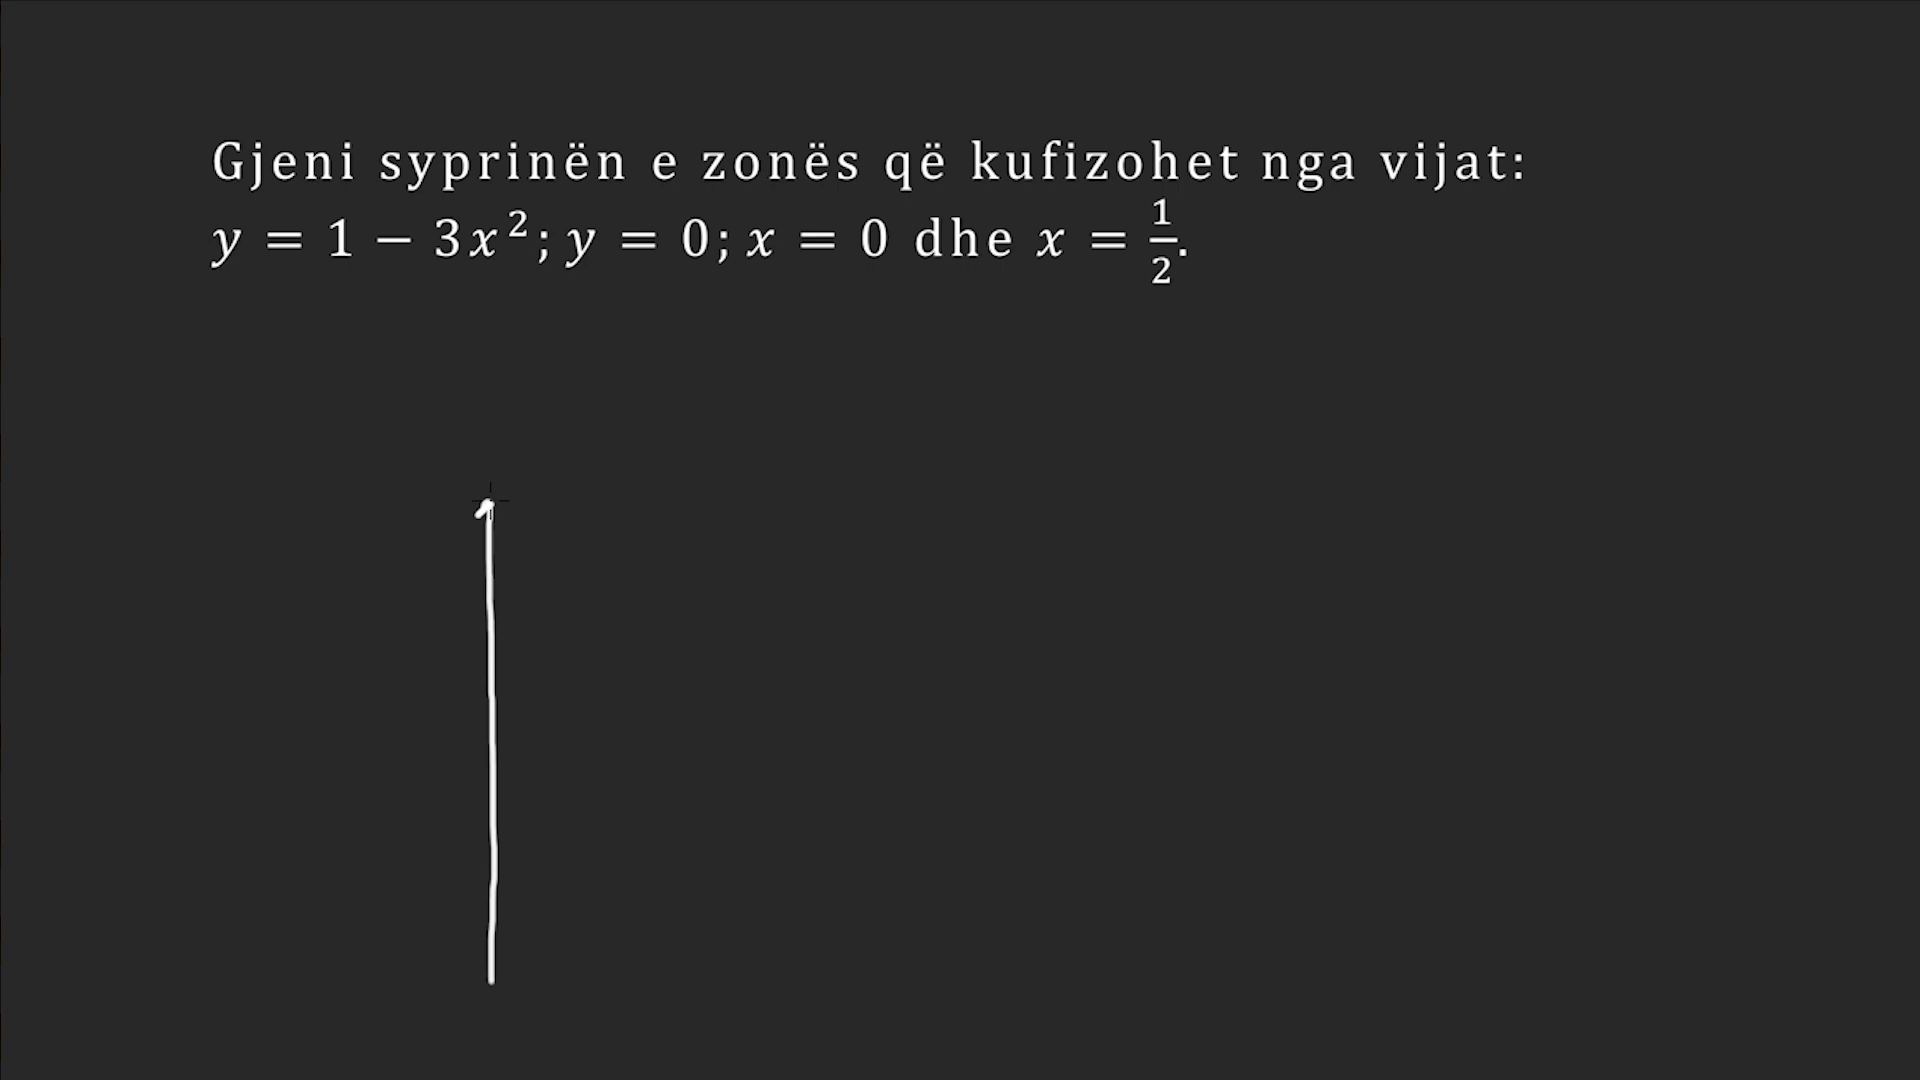 Gjeni syprinën e zonës që kufizohet nga vijat:
y = 1 − 3x²; y = 0; x = 0 dhe x = 1/2.